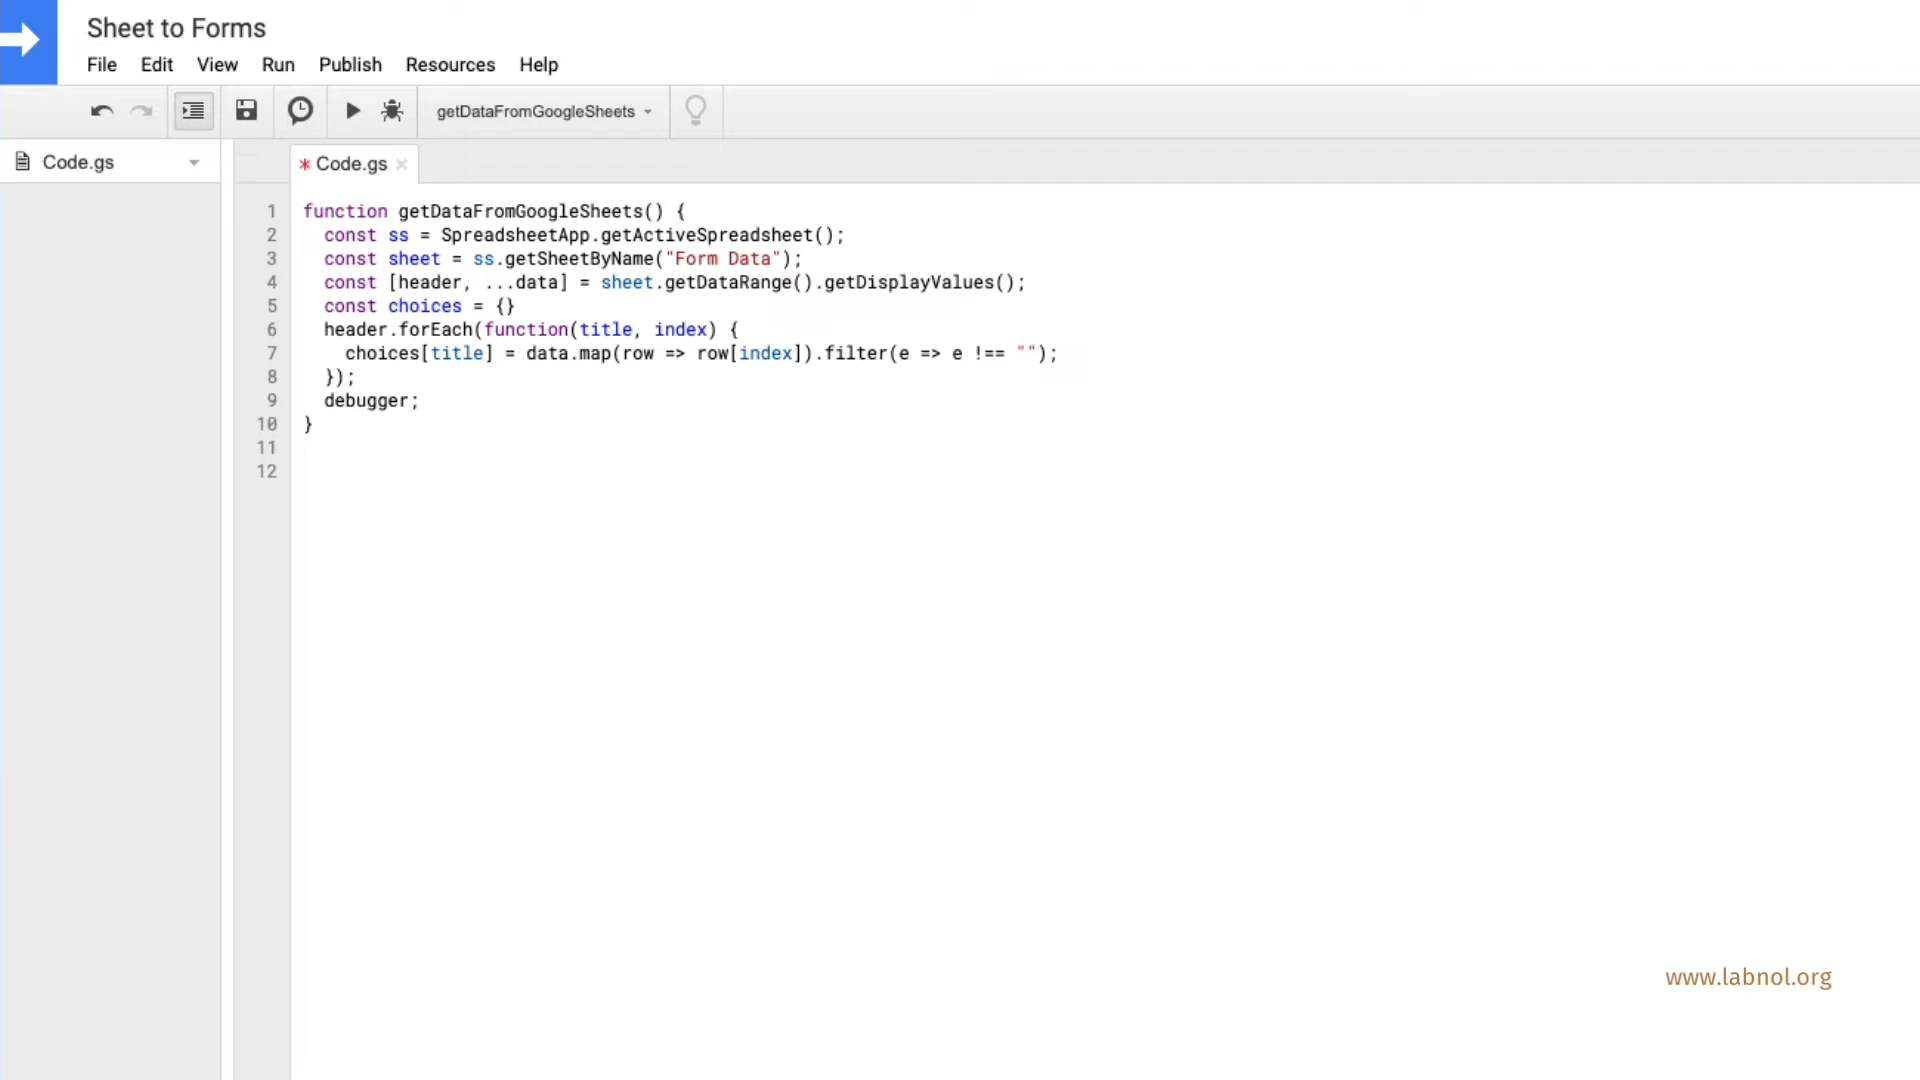 Sheet to Forms
File Edit View Run Publish Resources Help
getDataFromGoogleSheets
Code.gs
* Code.gs ×
1 function getDataFromGoogleSheets() {
2   const ss = SpreadsheetApp.getActiveSpreadsheet();
3   const sheet = ss.getSheetByName("Form Data");
4   const [header, ...data] = sheet.getDataRange().getDisplayValues();
5   const choices = {}
6   header.forEach(function(title, index) {
7     choices[title] = data.map(row => row[index]).filter(e => e !== "");
8   });
9   debugger;
10 }
11
12
www.labnol.org